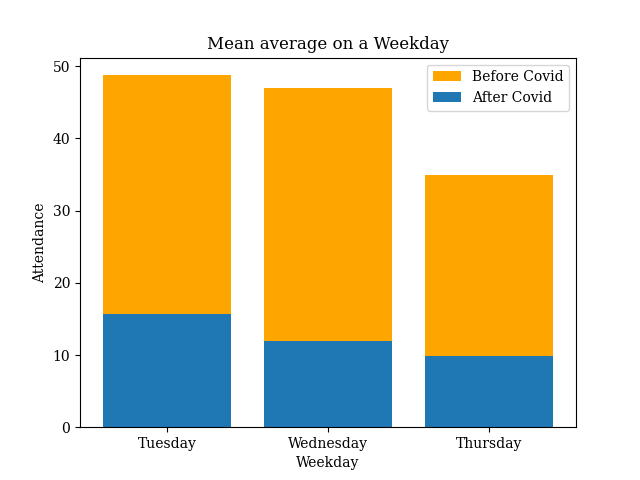 Mean average on a Weekday
Before Covid
After Covid
50
40
30
20
10
0
Attendance
Tuesday
Wednesday
Thursday
Weekday